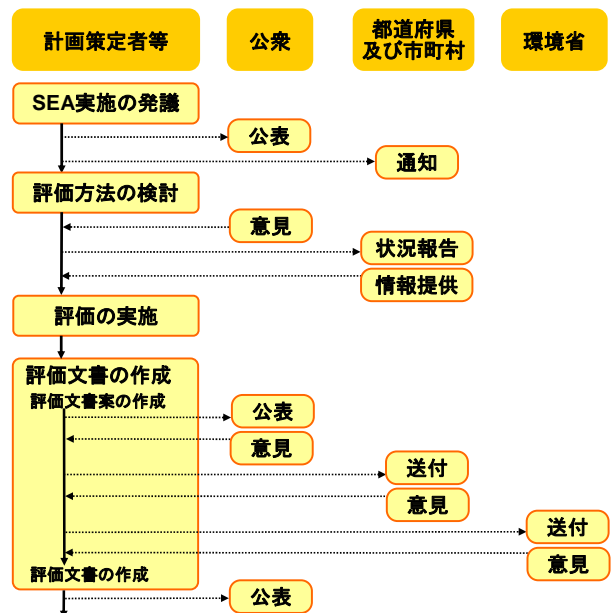 計画策定者等
公衆
都道府県
及び市町村
環境省
SEA実施の発議
公表
通知
評価方法の検討
意見
状況報告
情報提供
評価の実施
評価文書の作成
評価文書案の作成
公表
意見
送付
意見
送付
意見
評価文書の作成
公表